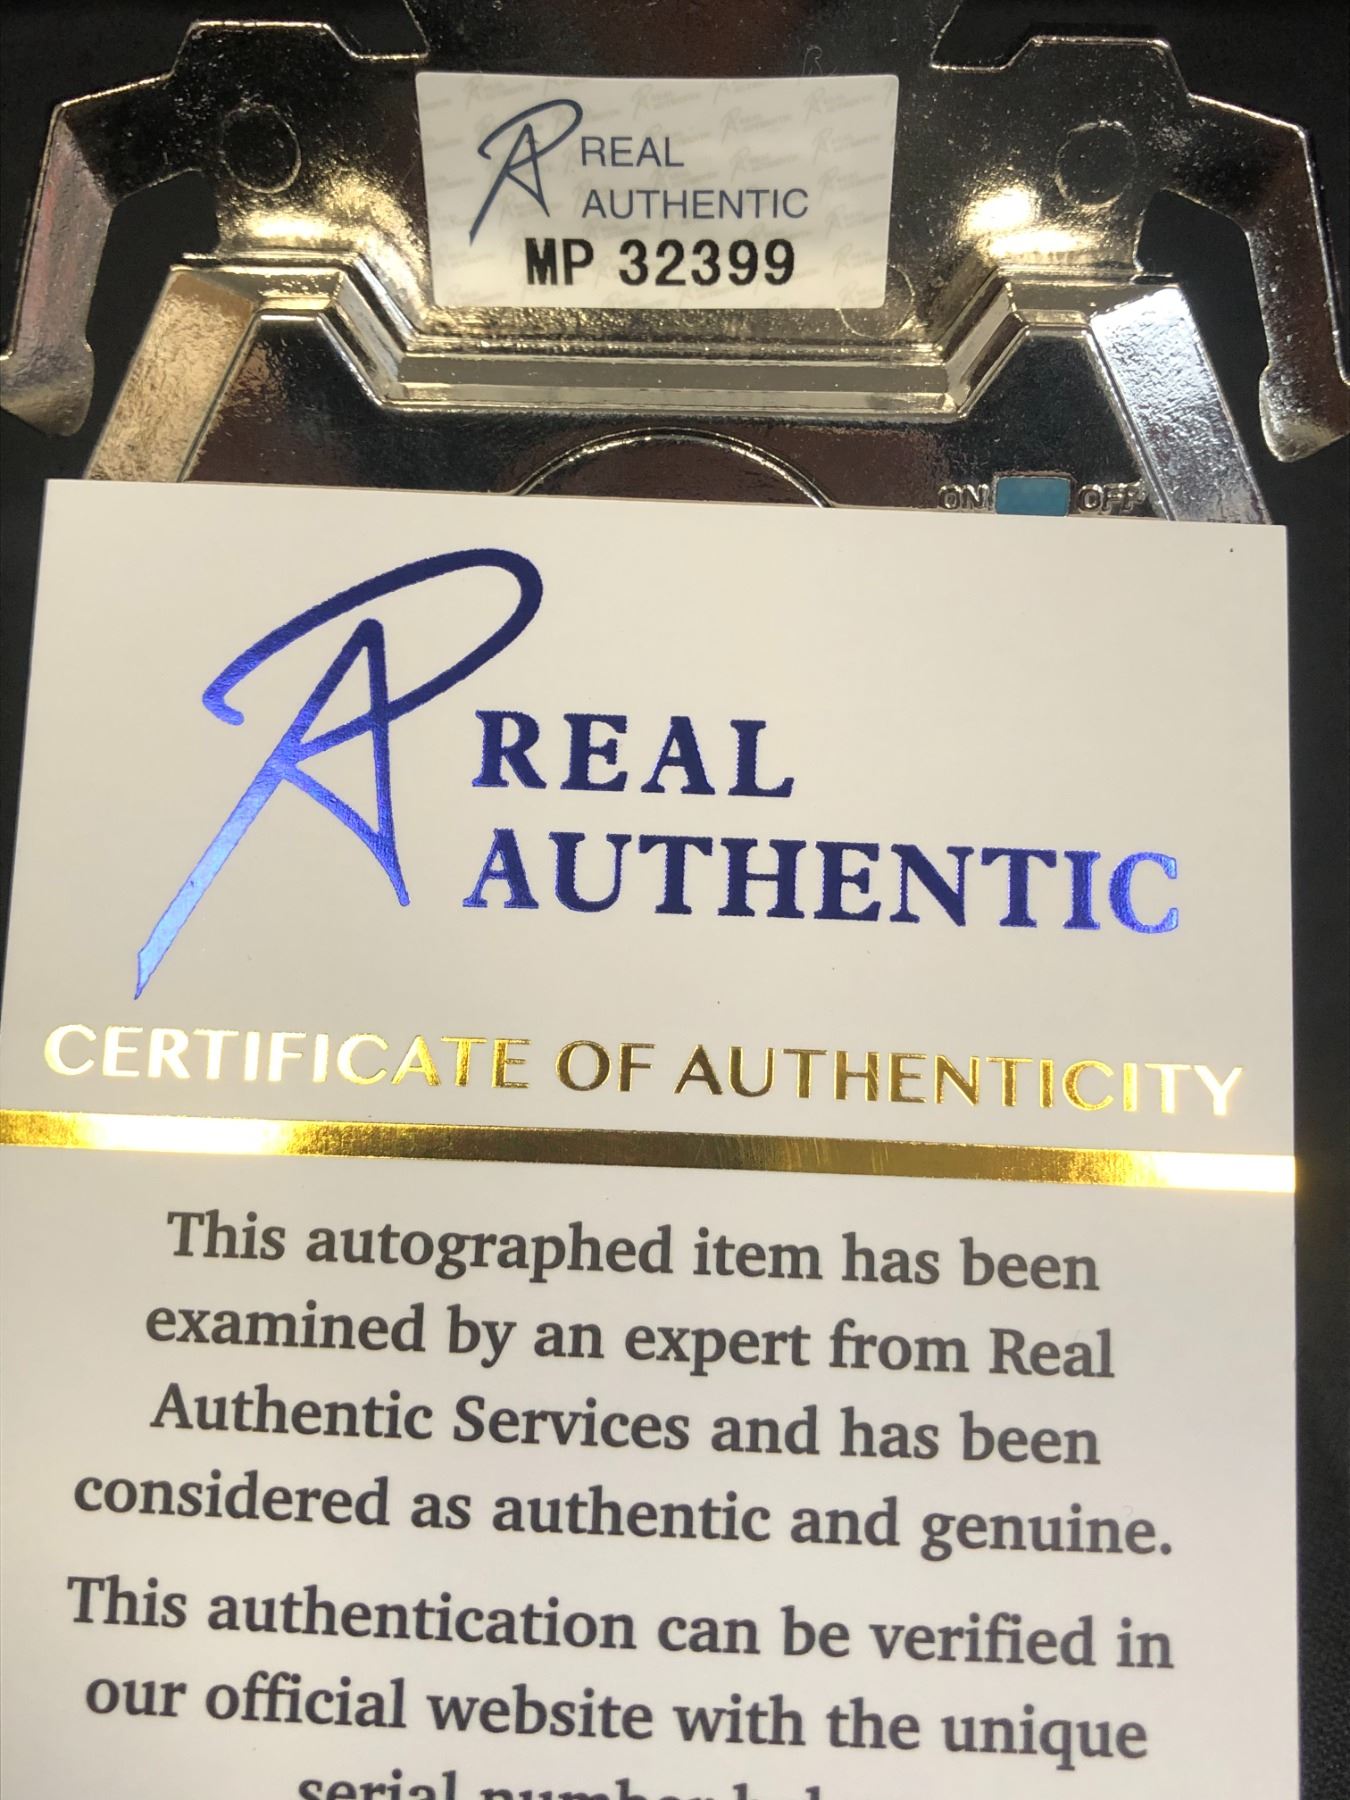 REAL
AUTHENTIC
MP 32399
ON OFF
REAL
AUTHENTIC
CERTIFICATE OF AUTHENTICITY
This autographed item has been
examined by an expert from Real
Authentic Services and has been
considered as authentic and genuine.
This authentication can be verified in
our official website with the unique
serial number